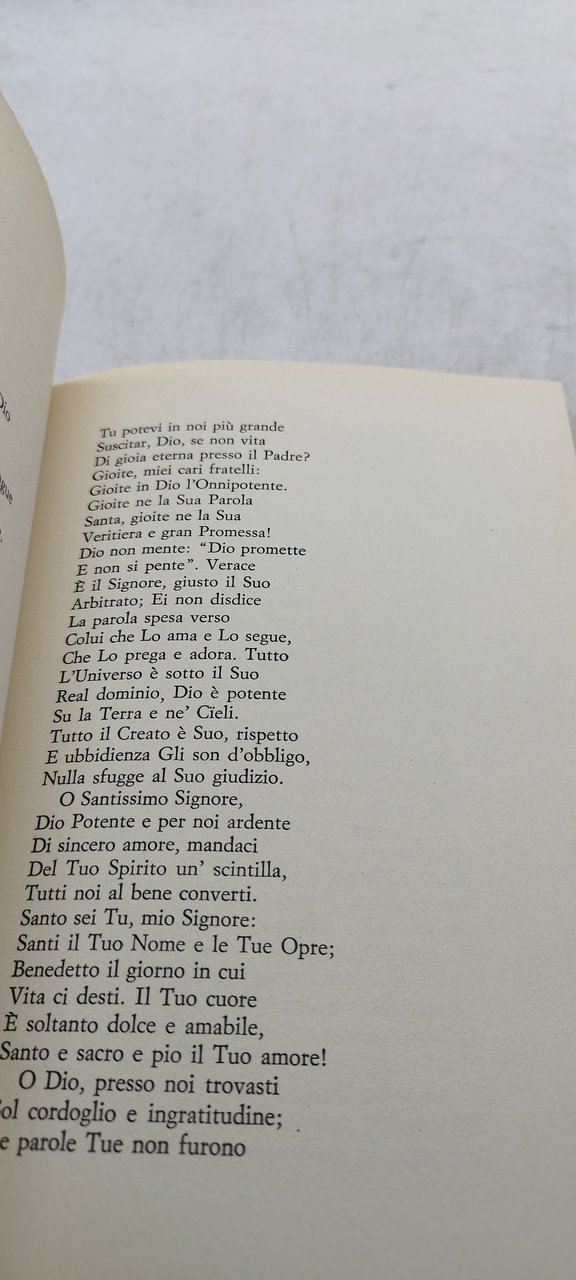 Tu potevi in noi più grande
Suscitar, Dio, se non vita
Di gioia eterna presso il Padre?
Gioite, miei cari fratelli:
Gioite in Dio l'Onnipotente.
Gioite ne la Sua Parola
Santa, gioite ne la Sua
Veritiera e gran Promessa!
Dio non mente: "Dio promette
E non si pente". Verace
È il Signore, giusto il Suo
Arbitrato; Ei non disdice
La parola spesa verso
Colui che Lo ama e Lo segue,
Che Lo prega e adora. Tutto
L'Universo è sotto il Suo
Real dominio, Dio è potente
Su la Terra e ne' Cïeli.
Tutto il Creato è Suo, rispetto
E ubbidienza Gli son d'obbligo,
Nulla sfugge al Suo giudizio.
O Santissimo Signore,
Dio Potente e per noi ardente
Di sincero amore, mandaci
Del Tuo Spirito un' scintilla,
Tutti noi al bene converti.
Santo sei Tu, mio Signore:
Santi il Tuo Nome e le Tue Opre;
Benedetto il giorno in cui
Vita ci desti. Il Tuo cuore
È soltanto dolce e amabile,
Santo e sacro e pio il Tuo amore!
O Dio, presso noi trovasti
ol cordoglio e ingratitudine;
e parole Tue non furono